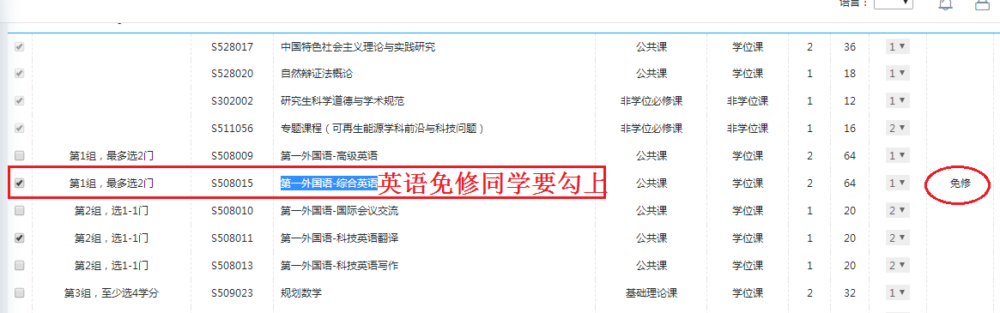 语言：
S528017 中国特色社会主义理论与实践研究 公共课 学位课 2 36 1
S528020 自然辩证法概论 公共课 学位课 1 18 1
S302002 研究生科学道德与学术规范 非学位必修课 非学位课 1 12 1
S511056 专题课程（可再生能源学科前沿与科技问题） 非学位必修课 非学位课 1 16 2
第1组，最多选2门 S508009 第一外国语-高级英语 公共课 学位课 2 64 1
第1组，最多选2门 S508015 第一外国语-综合英语 英语免修同学要勾上 公共课 学位课 2 64 1 免修
第2组，选1-1门 S508010 第一外国语-国际会议交流 公共课 学位课 1 20 2
第2组，选1-1门 S508011 第一外国语-科技英语翻译 公共课 学位课 1 20 2
第2组，选1-1门 S508013 第一外国语-科技英语写作 公共课 学位课 1 20 2
第3组，至少选4学分 S509023 规划数学 基础理论课 学位课 2 32 1